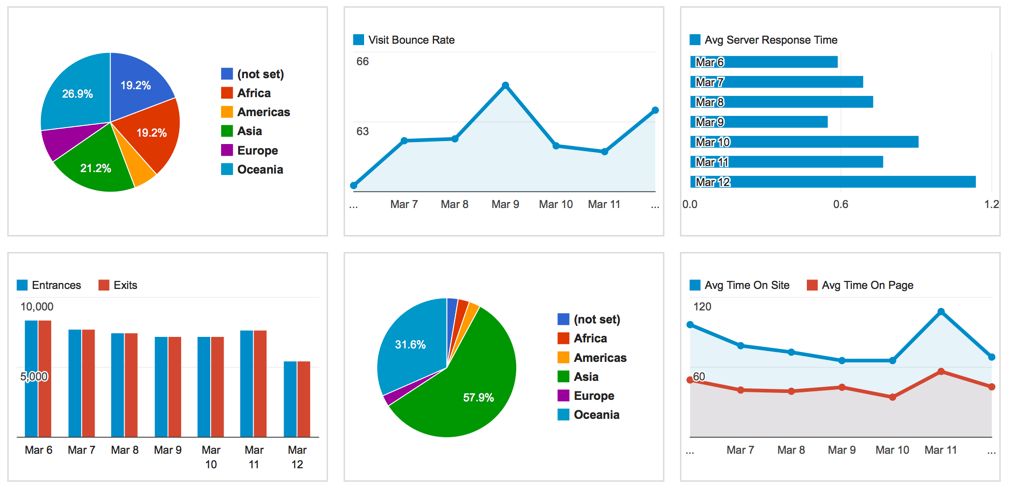 26.9%
19.2%
19.2%
21.2%
(not set)
Africa
Americas
Asia
Europe
Oceania
Visit Bounce Rate
66
63
... Mar 7 Mar 8 Mar 9 Mar 10 Mar 11 ...
Avg Server Response Time
Mar 6
Mar 7
Mar 8
Mar 9
Mar 10
Mar 11
Mar 12
0.0 0.6 1.2
Entrances Exits
10,000
5,000
Mar 6 Mar 7 Mar 8 Mar 9 Mar 10 Mar 11 Mar 12
31.6%
57.9%
(not set)
Africa
Americas
Asia
Europe
Oceania
Avg Time On Site Avg Time On Page
120
60
... Mar 7 Mar 8 Mar 9 Mar 10 Mar 11 ...